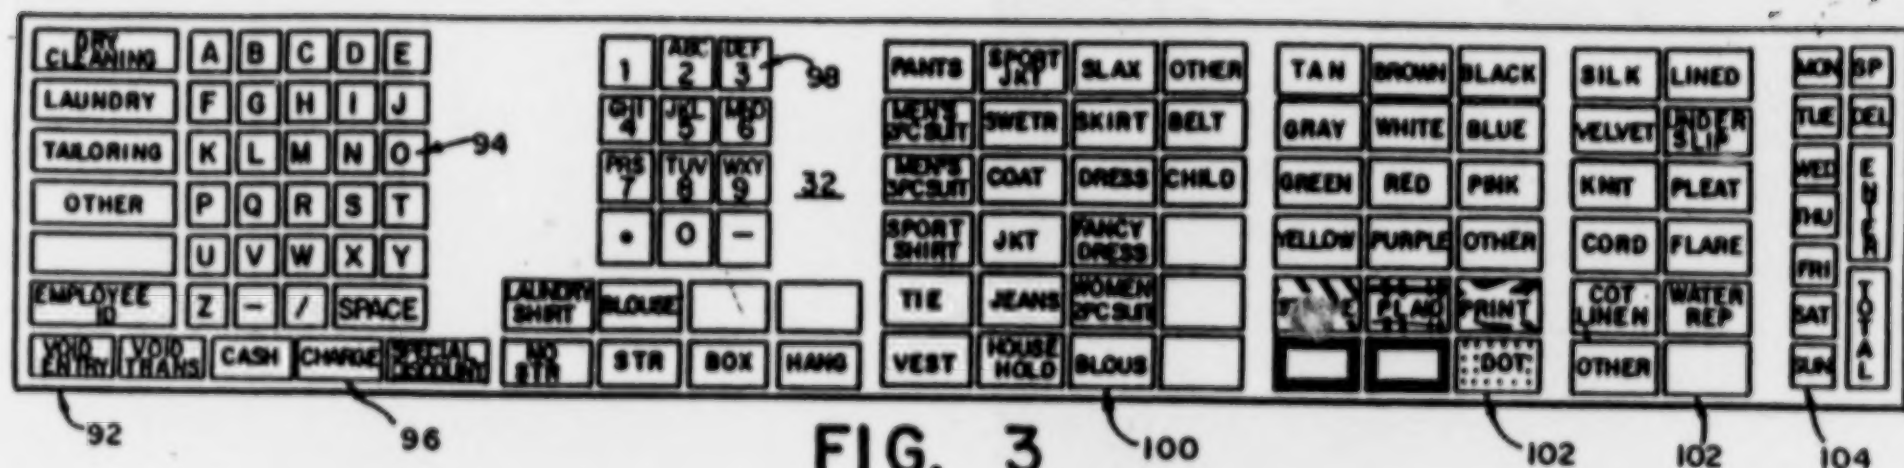 DRY CLEANING A B C D E
LAUNDRY F G H I J
TAILORING K L M N O 94
OTHER P Q R S T
U V W X Y
EMPLOYEE ID Z – / SPACE
VOID ENTRY VOID TRANS CASH CHARGE SPECIAL DISCOUNT
92 96
1 ABC 2 DEF 3 98
GHI 4 JKL 5 MNO 6
PRS 7 TUV 8 WXY 9 32
• 0 –
LAUNDRY SHIRT BLOUSE
NO STR STR BOX HANG
PANTS SPORT JKT SLAX OTHER
MEN'S 2PC SUIT SWETR SKIRT BELT
MEN'S 3PC SUIT COAT DRESS CHILD
SPORT SHIRT JKT FANCY DRESS
TIE JEANS WOMEN 2PC SUIT
VEST HOUSE HOLD BLOUS
100
TAN BROWN BLACK
GRAY WHITE BLUE
GREEN RED PINK
YELLOW PURPLE OTHER
PLAID PRINT
DOT
102
SILK LINED
VELVET UNDER SLIP
KNIT PLEAT
CORD FLARE
COT LINEN WATER REP
OTHER
102
MON SP
TUE DEL
WED ENTER
THU
FRI TOTAL
SAT
SUN
104
FIG. 3